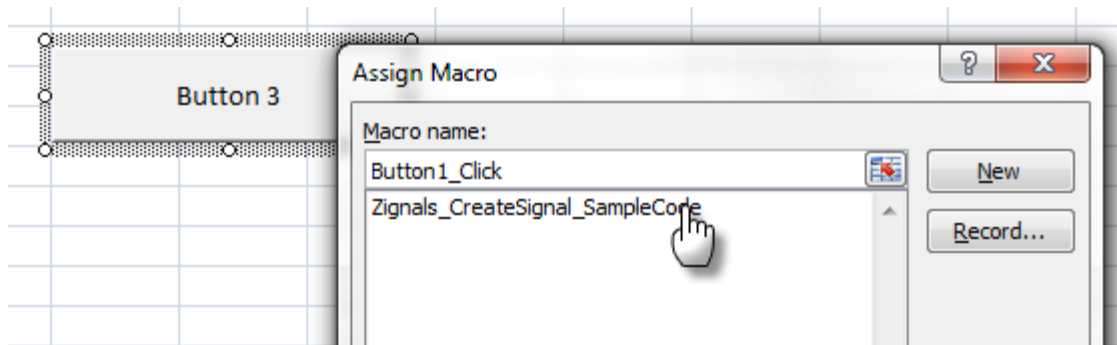 Button 3
Assign Macro
Macro name:
Button1_Click
New
Zignals_CreateSignal_SampleCode
Record...